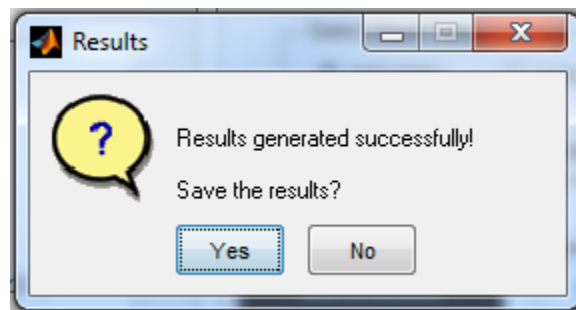 Results
?
Results generated successfully!
Save the results?
Yes No